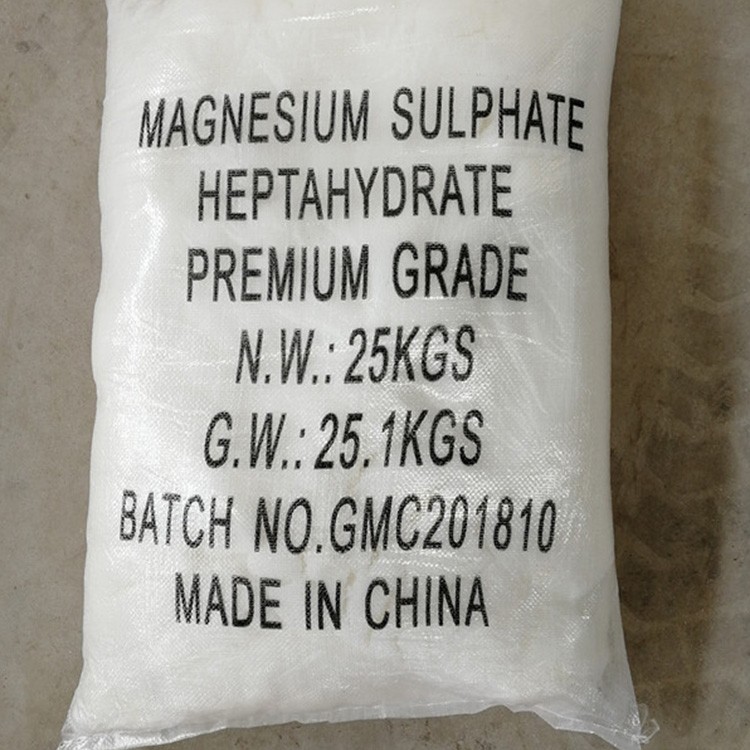 MAGNESIUM SULPHATE
HEPTAHYDRATE
PREMIUM GRADE
N.W.: 25KGS
G.W.: 25.1KGS
BATCH NO.GMC201810
MADE IN CHINA